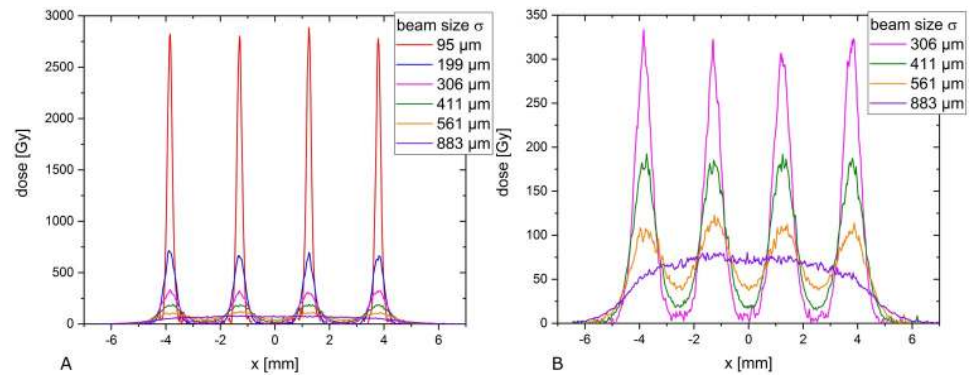 beam size σ
95 µm
199 µm
306 µm
411 µm
561 µm
883 µm
3000
2500
2000
1500
1000
500
0
dose [Gy]
-6 -4 -2 0 2 4 6
x [mm]
A
beam size σ
306 µm
411 µm
561 µm
883 µm
350
300
250
200
150
100
50
0
dose [Gy]
-6 -4 -2 0 2 4 6
x [mm]
B